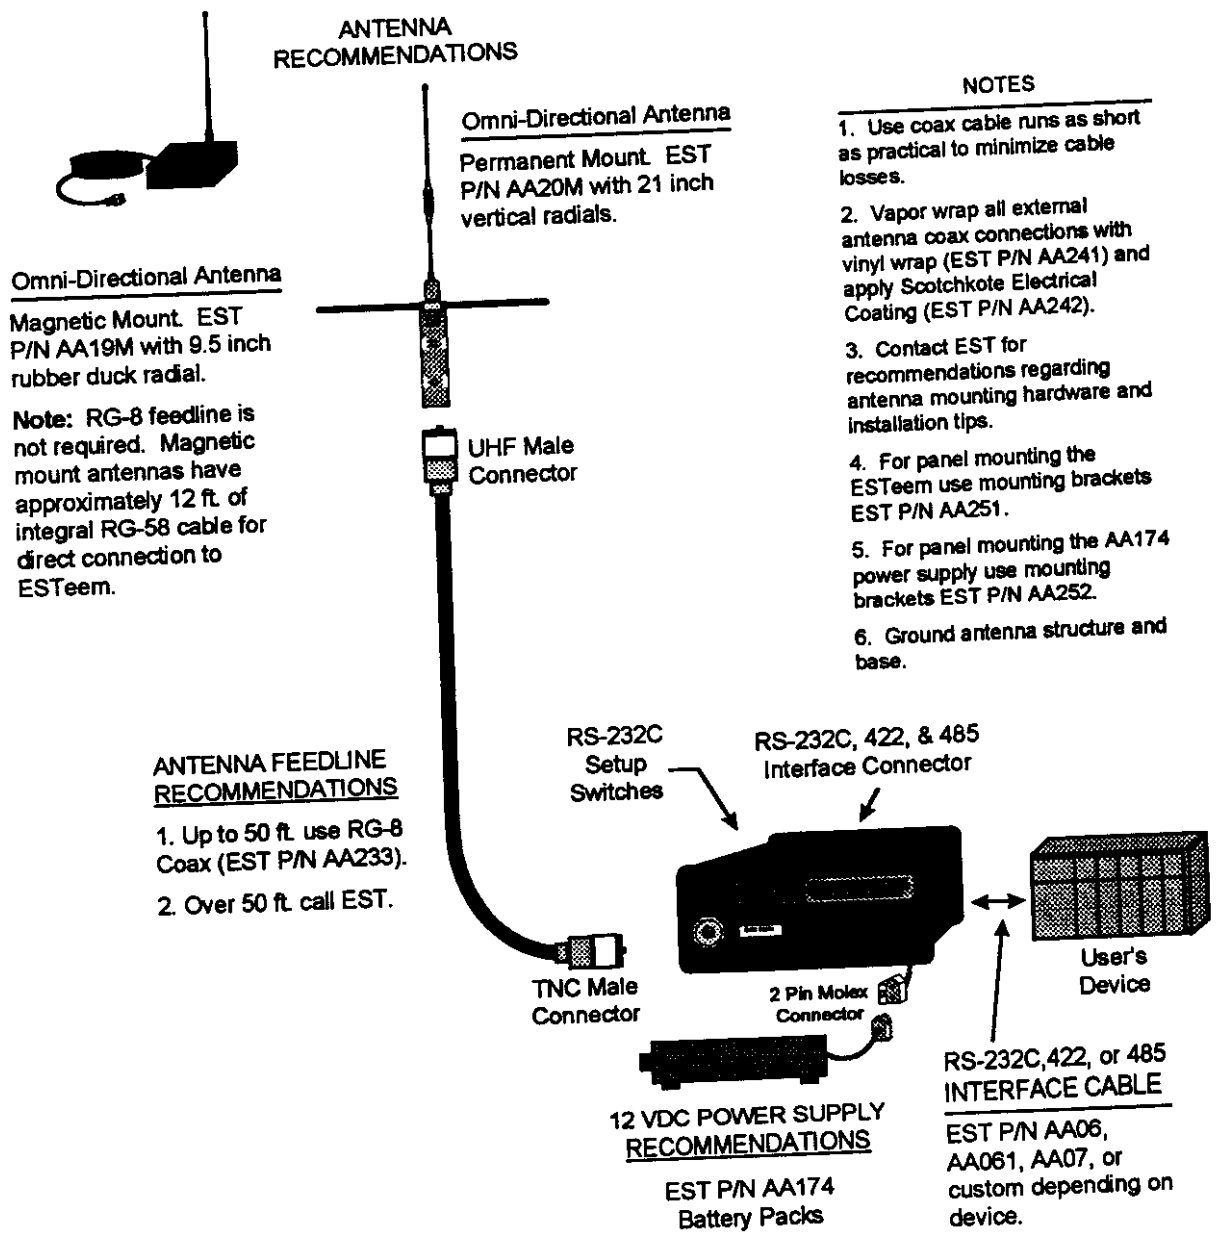 ANTENNA
RECOMMENDATIONS
Omni-Directional Antenna
Permanent Mount. EST
P/N AA20M with 21 inch
vertical radials.
Omni-Directional Antenna
Magnetic Mount. EST
P/N AA19M with 9.5 inch
rubber duck radial.
Note: RG-8 feedline is
not required. Magnetic
mount antennas have
approximately 12 ft. of
integral RG-58 cable for
direct connection to
ESTeem.
UHF Male
Connector
NOTES
1. Use coax cable runs as short
as practical to minimize cable
losses.
2. Vapor wrap all external
antenna coax connections with
vinyl wrap (EST P/N AA241) and
apply Scotchkote Electrical
Coating (EST P/N AA242).
3. Contact EST for
recommendations regarding
antenna mounting hardware and
installation tips.
4. For panel mounting the
ESTeem use mounting brackets
EST P/N AA251.
5. For panel mounting the AA174
power supply use mounting
brackets EST P/N AA252.
6. Ground antenna structure and
base.
ANTENNA FEEDLINE
RECOMMENDATIONS
1. Up to 50 ft. use RG-8
Coax (EST P/N AA233).
2. Over 50 ft. call EST.
RS-232C
Setup
Switches
RS-232C, 422, & 485
Interface Connector
TNC Male
Connector
2 Pin Molex
Connector
User's
Device
12 VDC POWER SUPPLY
RECOMMENDATIONS
EST P/N AA174
Battery Packs
RS-232C,422, or 485
INTERFACE CABLE
EST P/N AA06,
AA061, AA07, or
custom depending on
device.